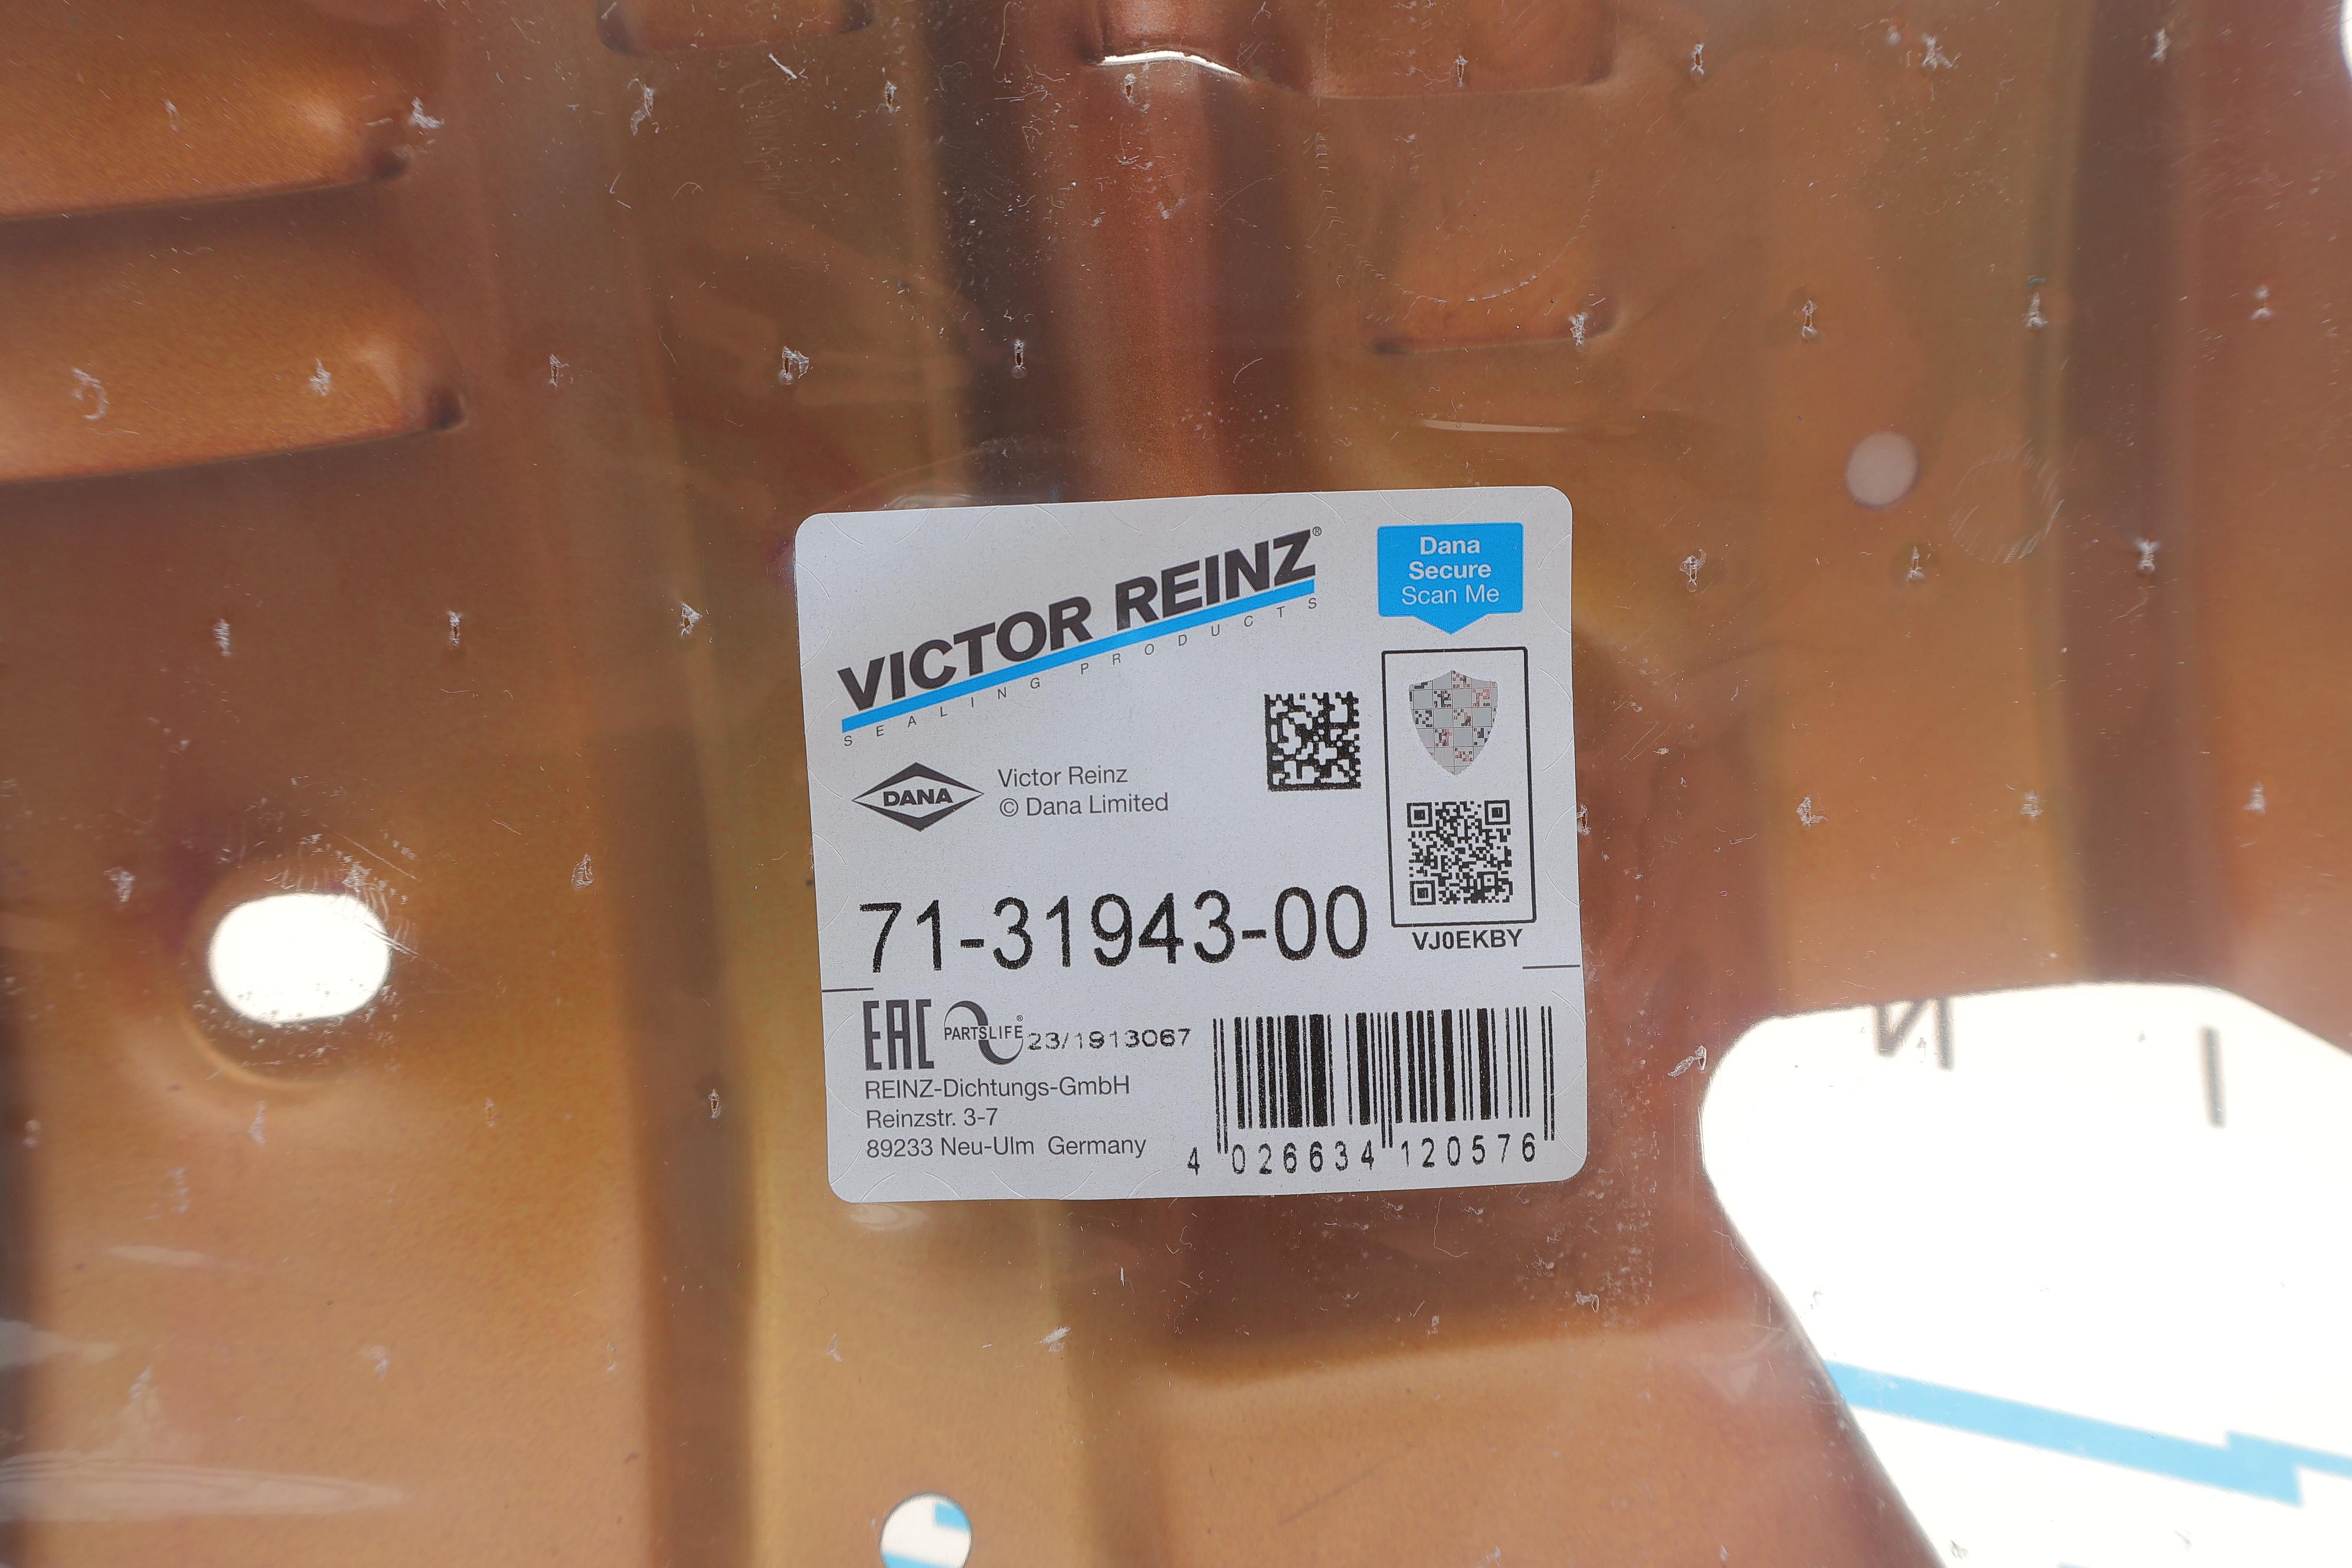 VICTOR REINZ®
SEALING PRODUCTS
Dana
Secure
Scan Me
DANA
Victor Reinz
© Dana Limited
71-31943-00
VJ0EKBY
EAC PARTSLIFE® 23/1913067
REINZ-Dichtungs-GmbH
Reinzstr. 3-7
89233 Neu-Ulm Germany
4 026634 120576